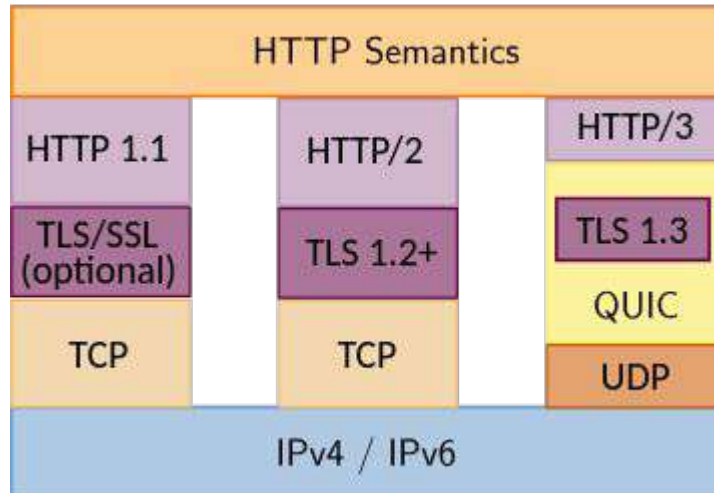 HTTP Semantics
HTTP 1.1
TLS/SSL
(optional)
TCP
HTTP/2
TLS 1.2+
TCP
HTTP/3
TLS 1.3
QUIC
UDP
IPv4 / IPv6